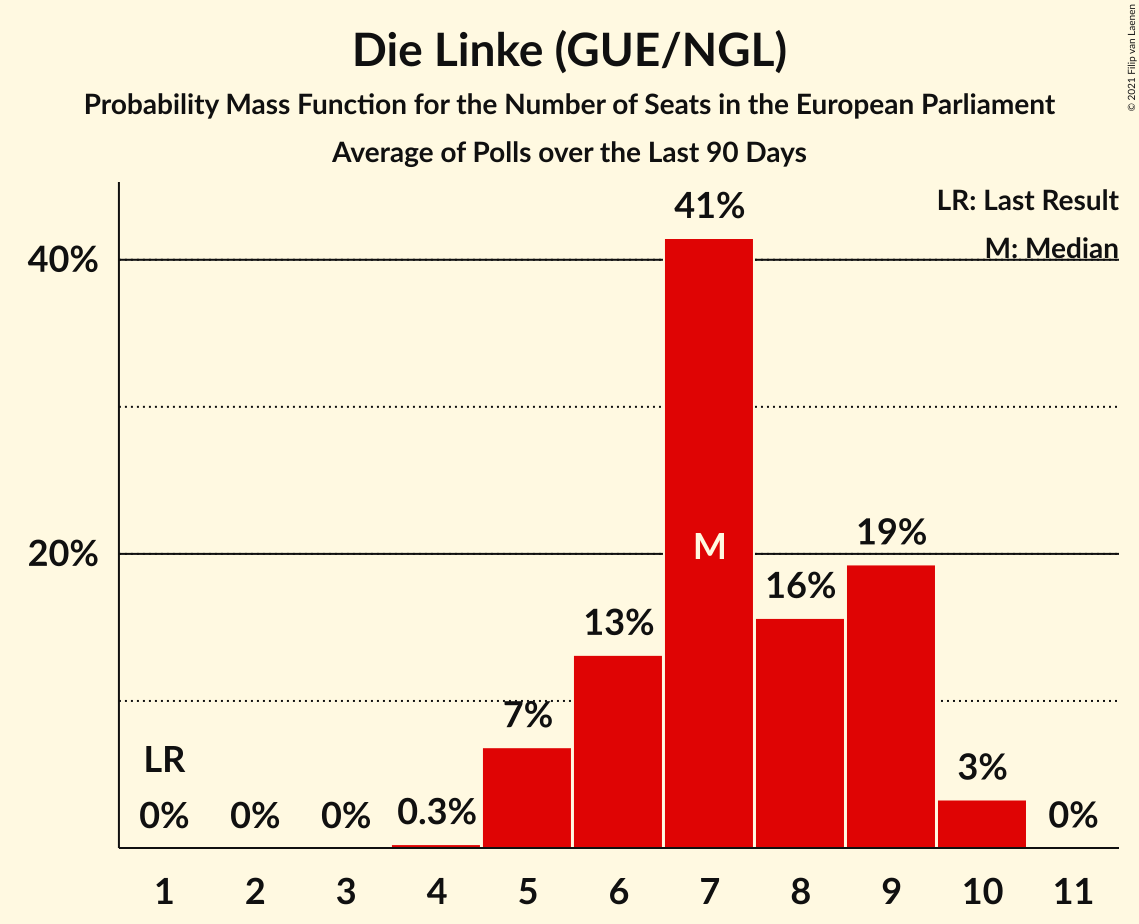 Die Linke (GUE/NGL)
Probability Mass Function for the Number of Seats in the European Parliament
Average of Polls over the Last 90 Days
© 2021 Filip van Laenen
LR: Last Result
M: Median
40%
20%
LR
0%
0%
0%
0.3%
7%
13%
41%
M
16%
19%
3%
0%
1 2 3 4 5 6 7 8 9 10 11